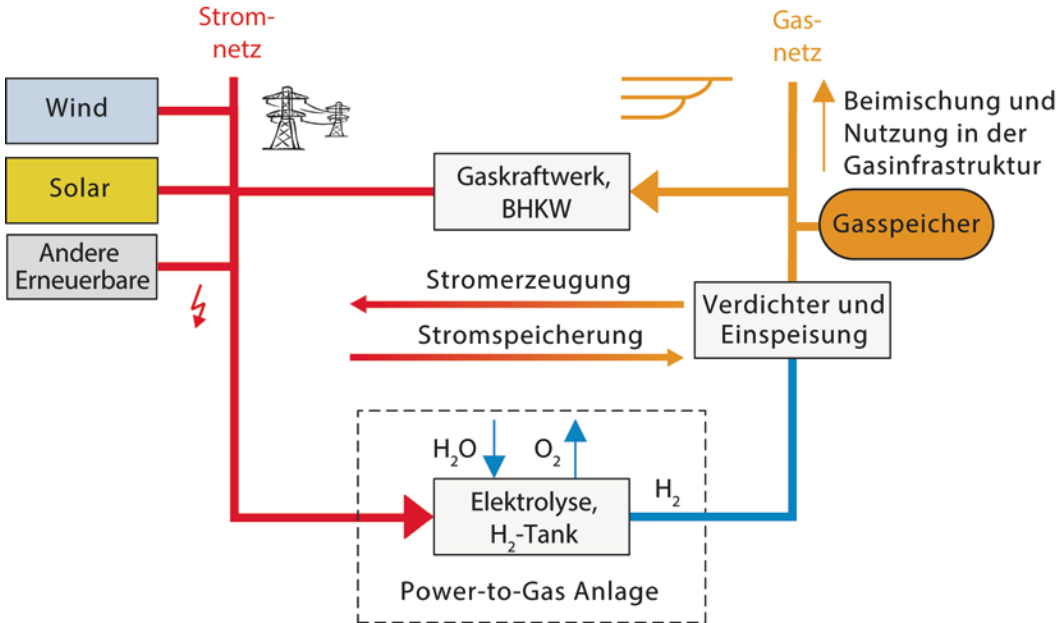 Strom-
netz
Gas-
netz
Wind
Solar
Andere
Erneuerbare
Gaskraftwerk,
BHKW
Beimischung und
Nutzung in der
Gasinfrastruktur
Gasspeicher
Stromerzeugung
Stromspeicherung
Verdichter und
Einspeisung
H₂O
O₂
Elektrolyse,
H₂-Tank
H₂
Power-to-Gas Anlage